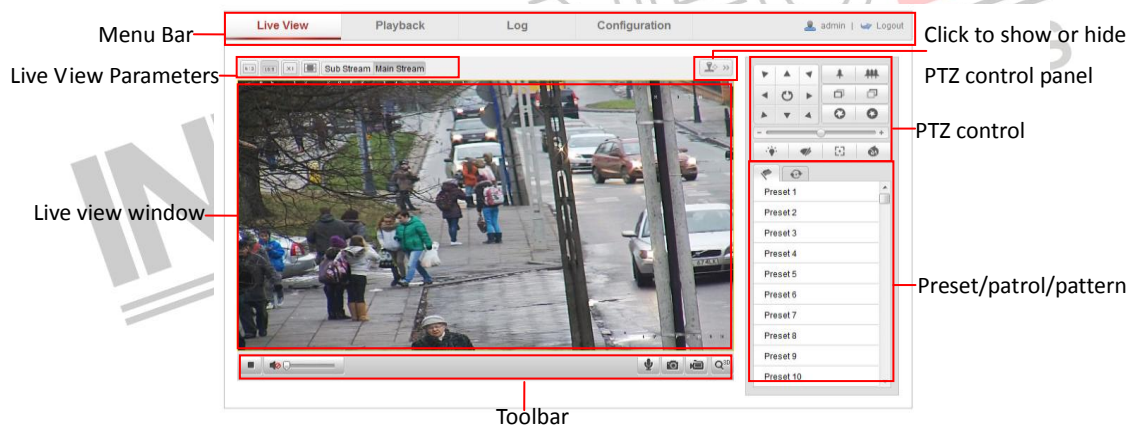 Live View Playback Log Configuration admin | Logout
Menu Bar
Click to show or hide
PTZ control panel
Live View Parameters
Sub Stream Main Stream
PTZ control
Live view window
Preset 1
Preset 2
Preset 3
Preset 4
Preset 5
Preset 6
Preset 7
Preset 8
Preset 9
Preset 10
Preset/patrol/pattern
Toolbar